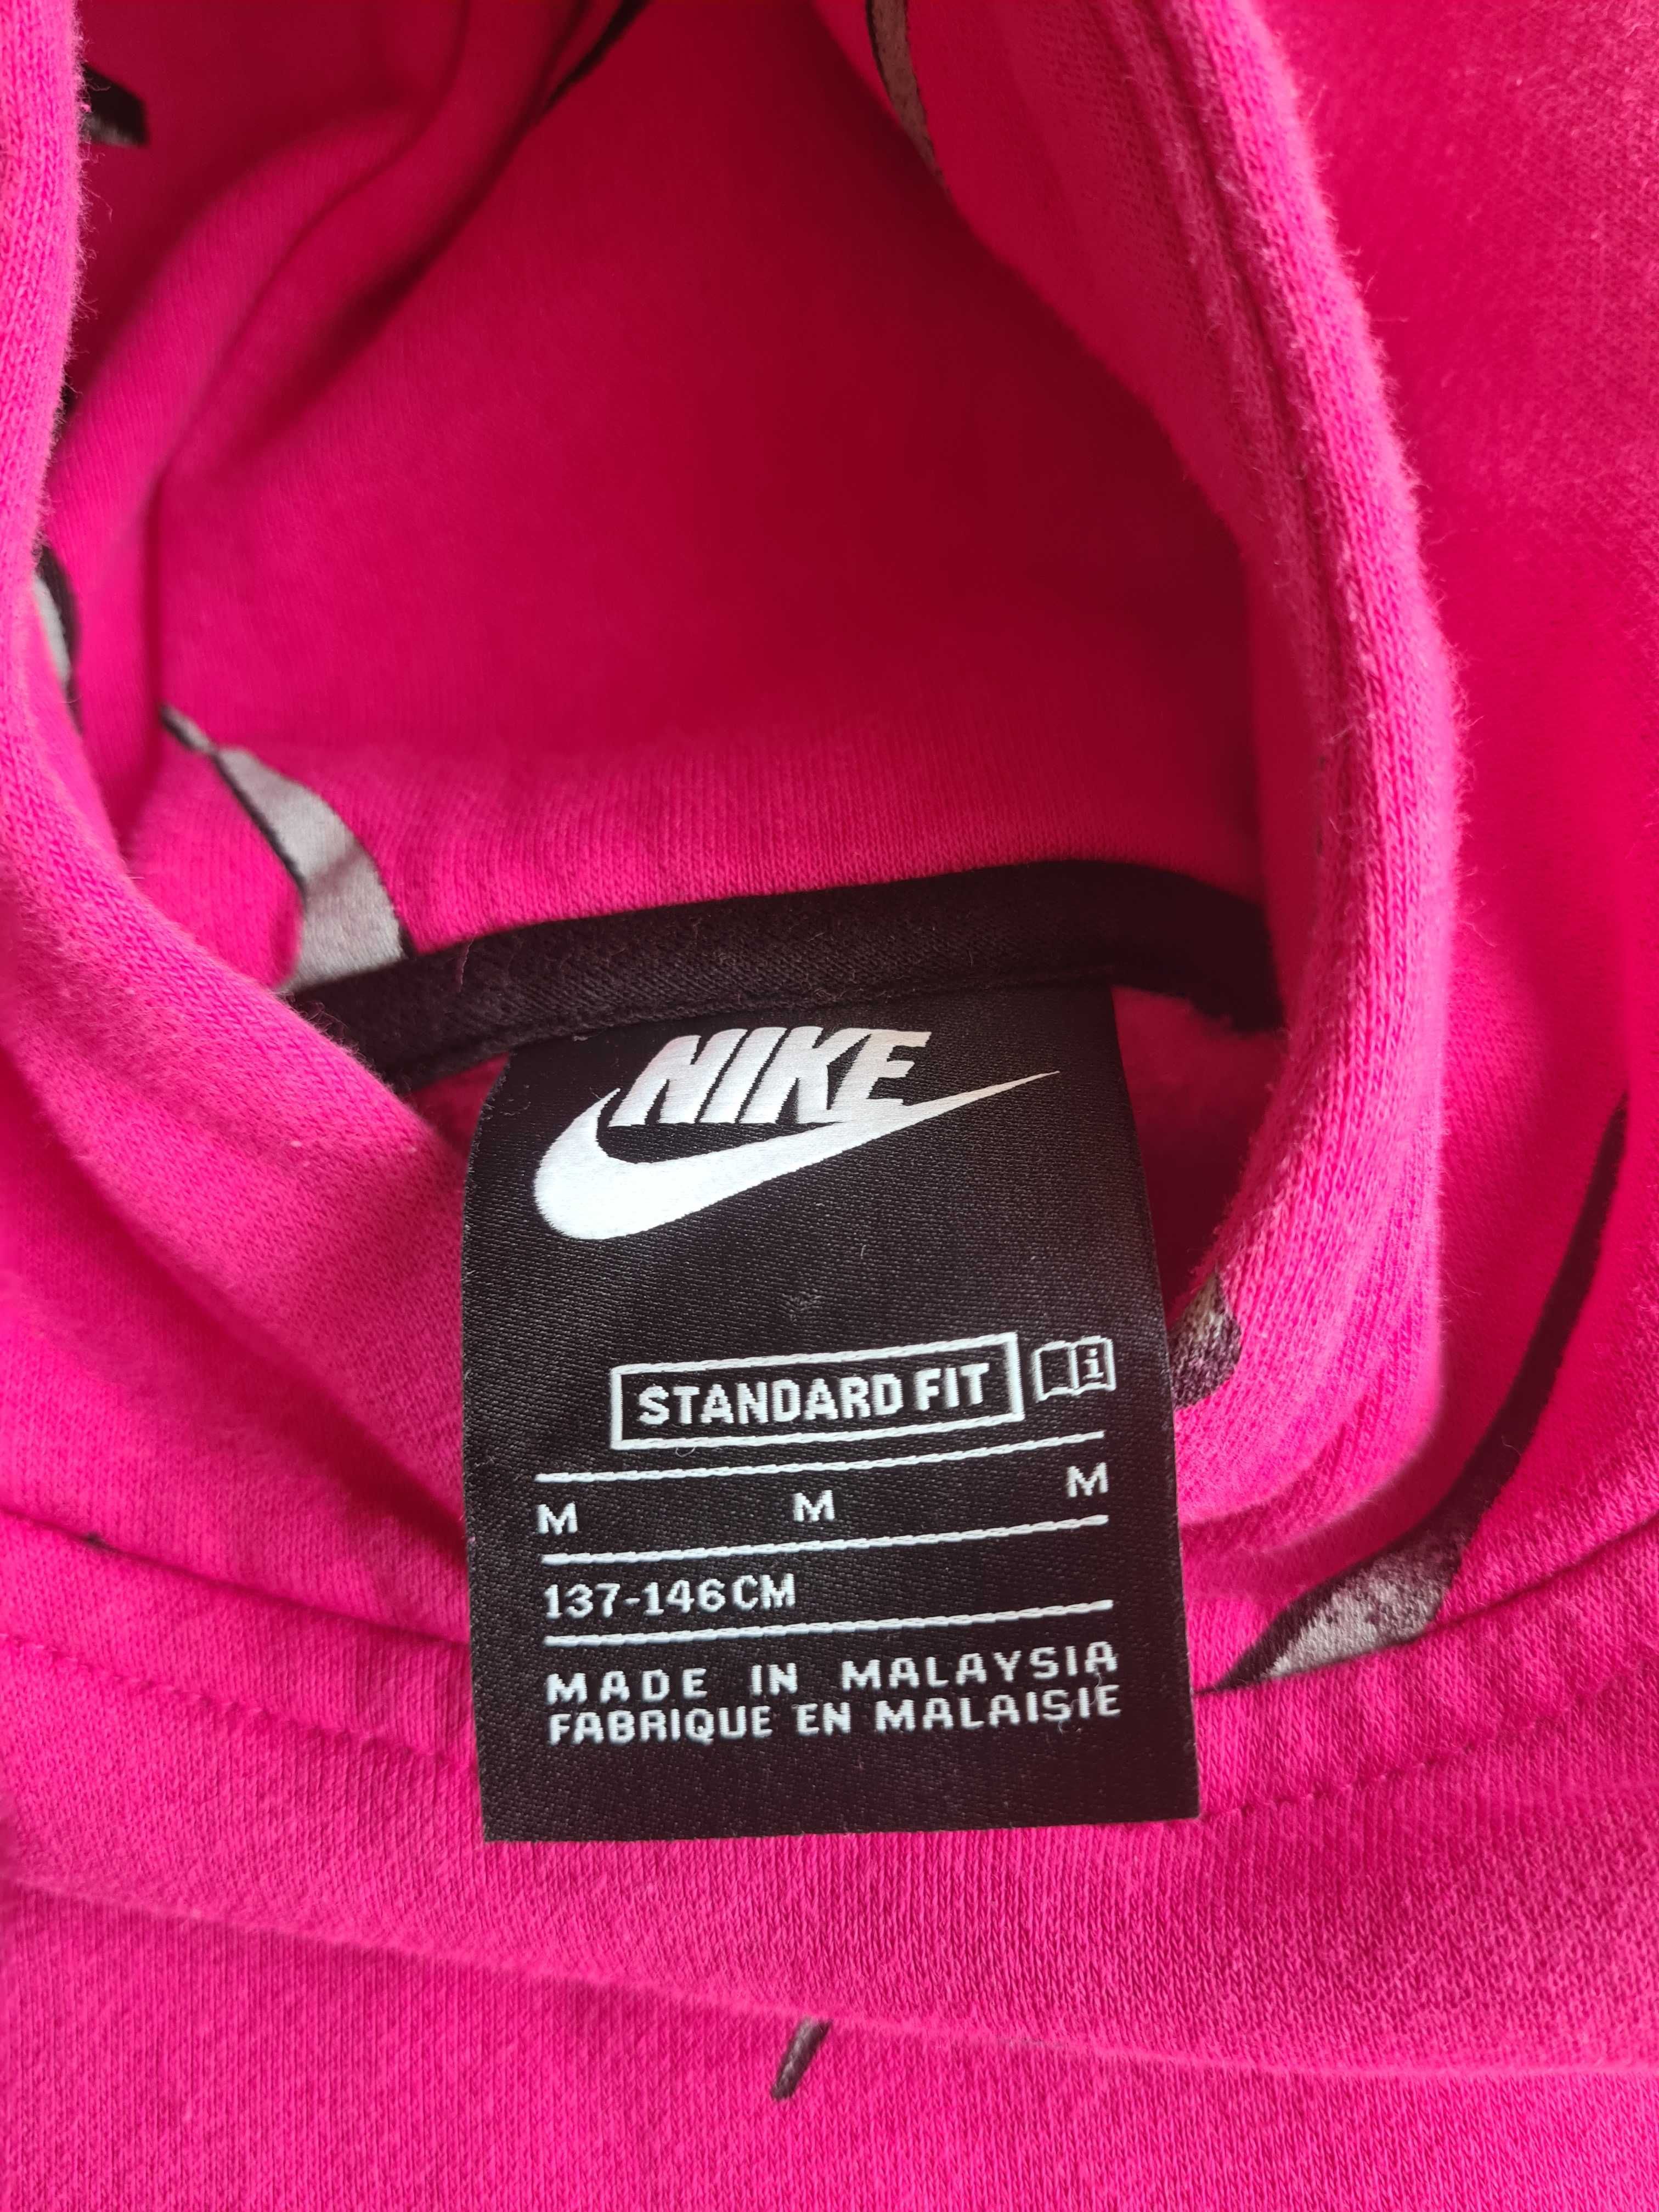 NIKE
STANDARD FIT i
M M M
137-146CM
MADE IN MALAYSIA
FABRIQUE EN MALAISIE